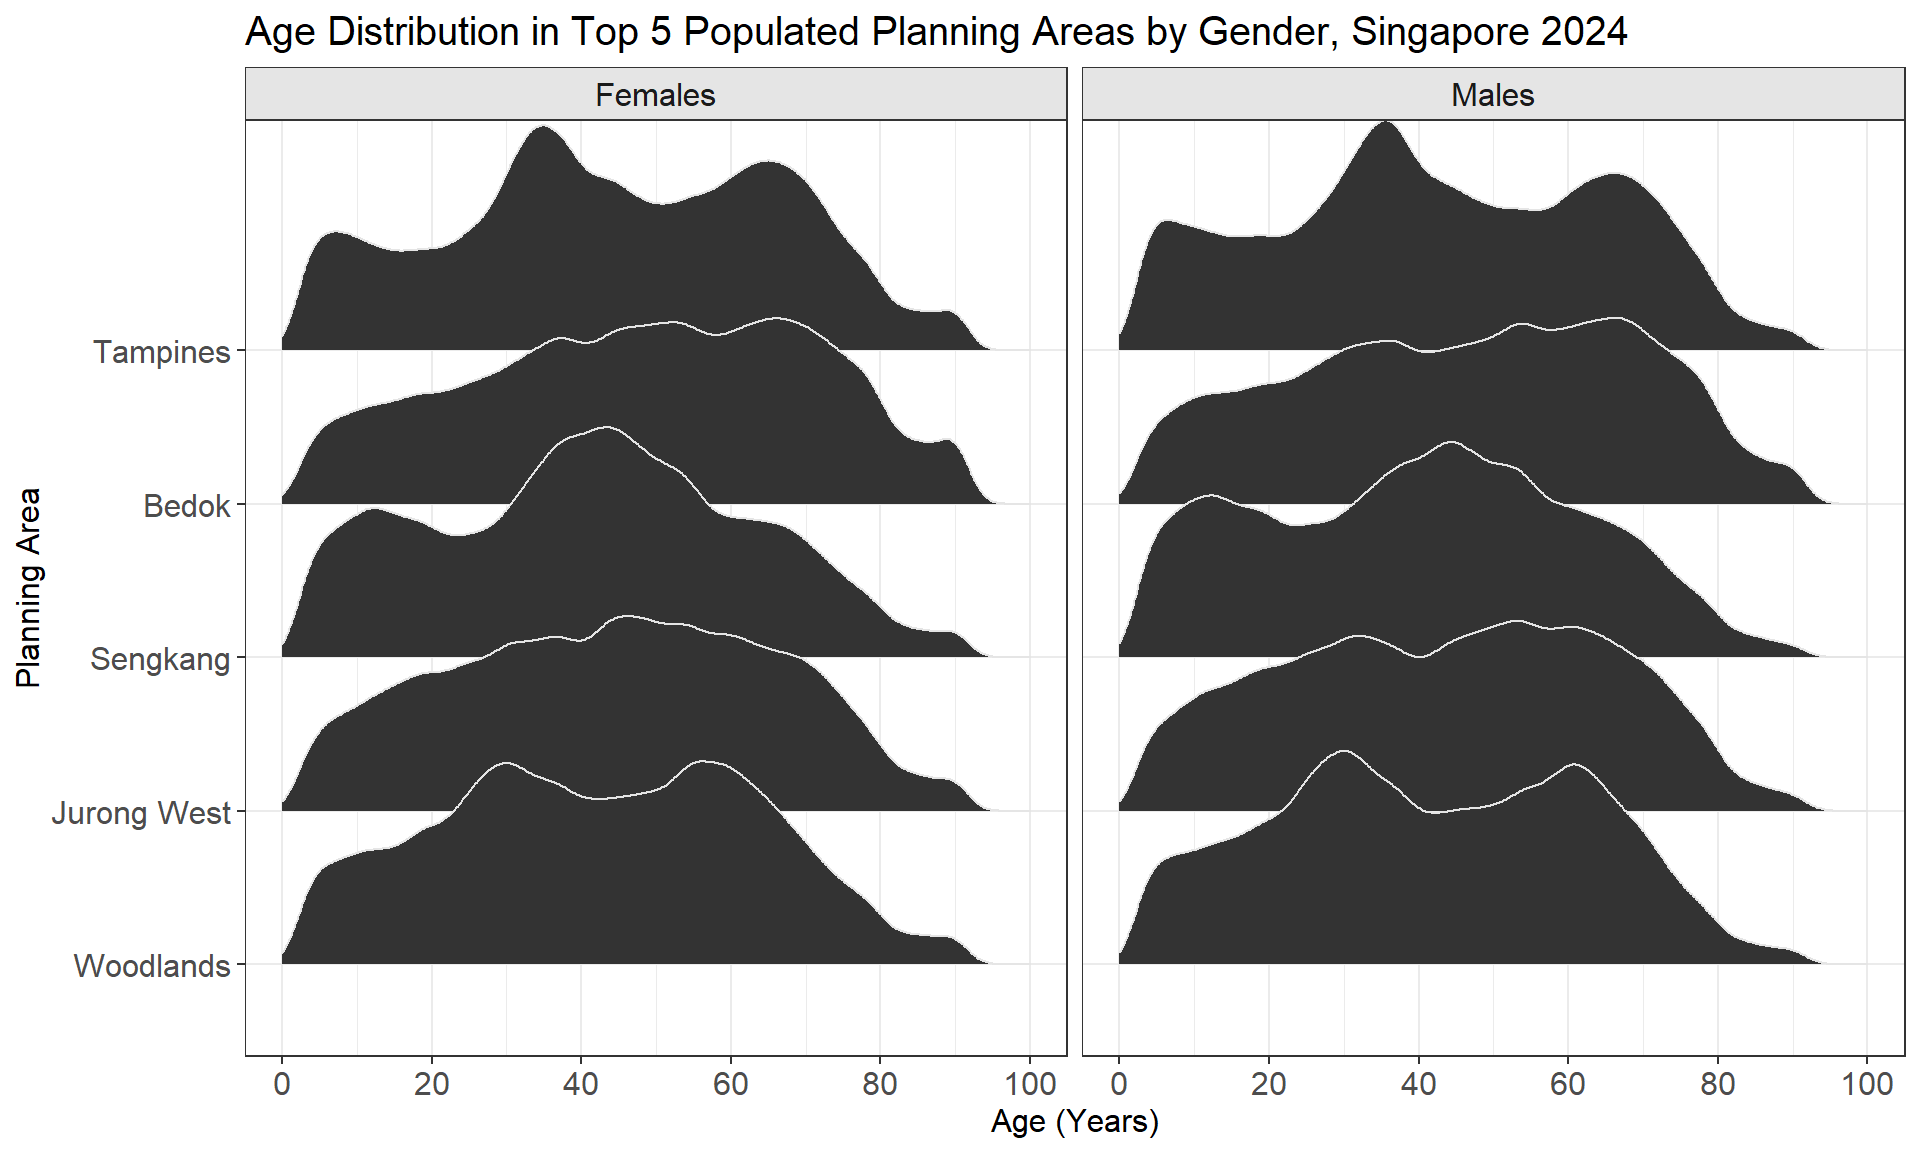 Age Distribution in Top 5 Populated Planning Areas by Gender, Singapore 2024
Females
Males
Planning Area
Tampines
Bedok
Sengkang
Jurong West
Woodlands
0 20 40 60 80 100
0 20 40 60 80 100
Age (Years)